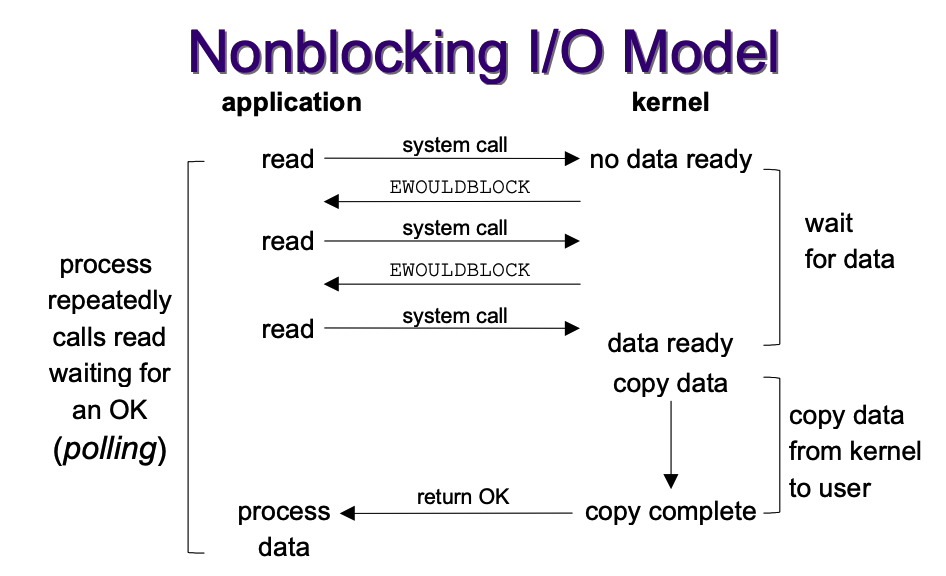 Nonblocking I/O Model
application
kernel
read
system call
no data ready
EWOULDBLOCK
read
system call
EWOULDBLOCK
read
system call
data ready
copy data
copy complete
return OK
process
data
process
repeatedly
calls read
waiting for
an OK
(polling)
wait
for data
copy data
from kernel
to user